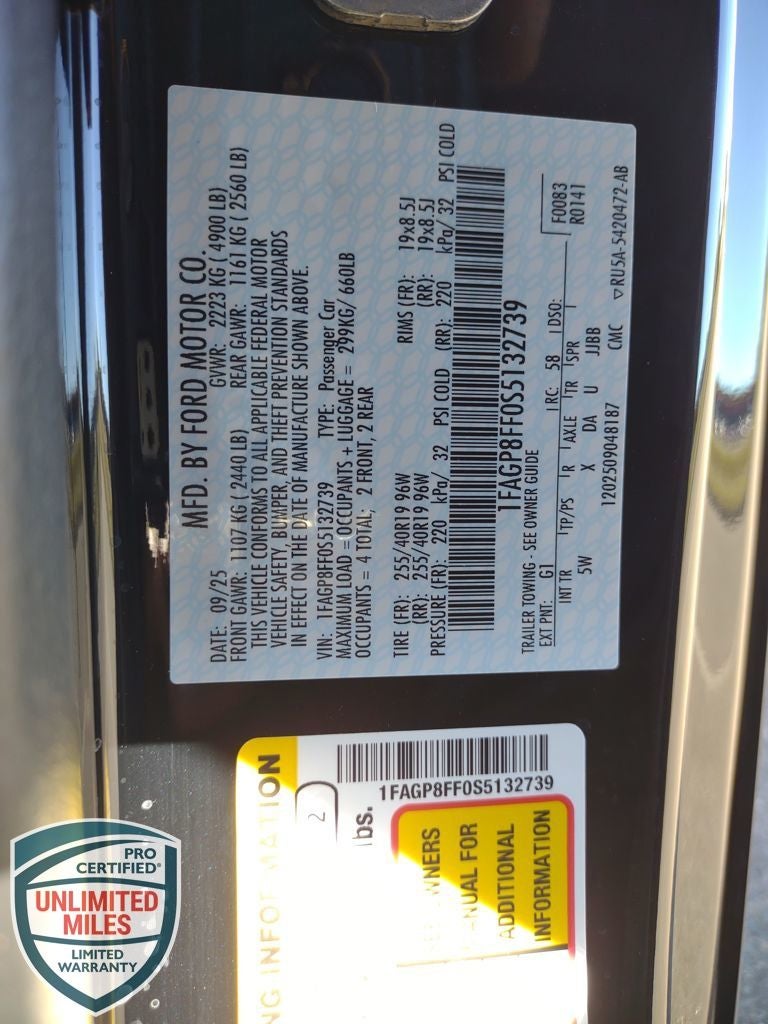 MFD. BY FORD MOTOR CO.
DATE: 09/25 GVWR: 2223 KG ( 4900 LB)
FRONT GAWR: 1107 KG (2440 LB) REAR GAWR: 1161 KG ( 2560 LB)
THIS VEHICLE CONFORMS TO ALL APPLICABLE FEDERAL MOTOR
VEHICLE SAFETY, BUMPER, AND THEFT PREVENTION STANDARDS
IN EFFECT ON THE DATE OF MANUFACTURE SHOWN ABOVE.
VIN: 1FAGP8FF0S5132739 TYPE: Passenger Car
MAXIMUM LOAD = OCCUPANTS + LUGGAGE = 299KG/ 660LB
OCCUPANTS = 4 TOTAL; 2 FRONT, 2 REAR
TIRE (FR): 255/40R19 96W RIMS (FR): 19x8.5J
(RR): 255/40R19 96W (RR): 19x8.5J
PRESSURE (FR): 220 kPa/ 32 PSI COLD (RR): 220 kPa/ 32 PSI COLD
1FAGP8FF0S5132739
TRAILER TOWING - SEE OWNER GUIDE
EXT PNT: G1 RC: 58 DSO: F0083
R0141
INT TR TP/PS R AXLE TR SPR
5W X DA U JJBB
1202509048187 CMC ▽RU5A-5420472-AB
ING INFORMATION
2
lbs.
1FAGP8FF0S5132739
OWNERS
MANUAL FOR
ADDITIONAL
INFORMATION
PRO
CERTIFIED®
UNLIMITED
MILES
LIMITED
WARRANTY